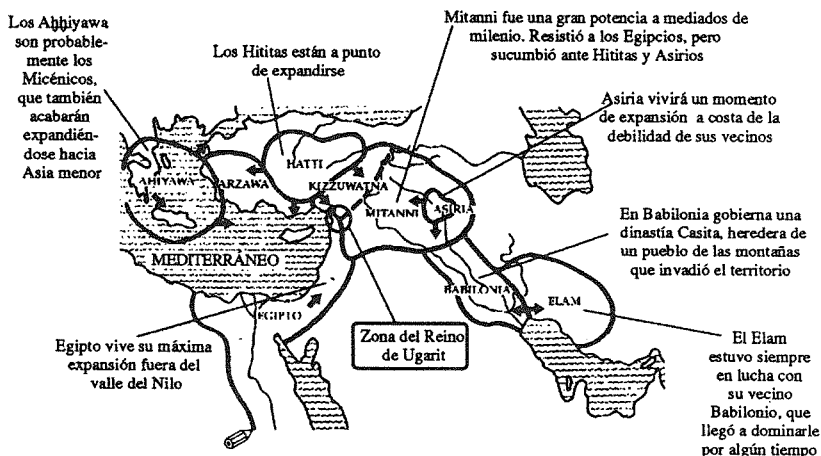 Los Ahhiyawa
son probable-
mente los
Micénicos,
que también
acabarán
expandién-
dose hacia
Asia menor
Los Hititas están a punto
de expandirse
Mitanni fue una gran potencia a mediados de
milenio. Resistió a los Egipcios, pero
sucumbió ante Hititas y Asirios
Asiria vivirá un momento
de expansión a costa de la
debilidad de sus vecinos
En Babilonia gobierna una
dinastía Casita, heredera de
un pueblo de las montañas
que invadió el territorio
El Elam
estuvo siempre
en lucha con
su vecino
Babilonio, que
llegó a dominarle
por algún tiempo
Zona del Reino
de Ugarit
Egipto vive su máxima
expansión fuera del
valle del Nilo
AHIYAWA
ARZAWA
HATTI
KIZZUWATNA
MITANNI
ASIRIA
MEDITERRÁNEO
EGIPTO
BABILONIA
ELAM